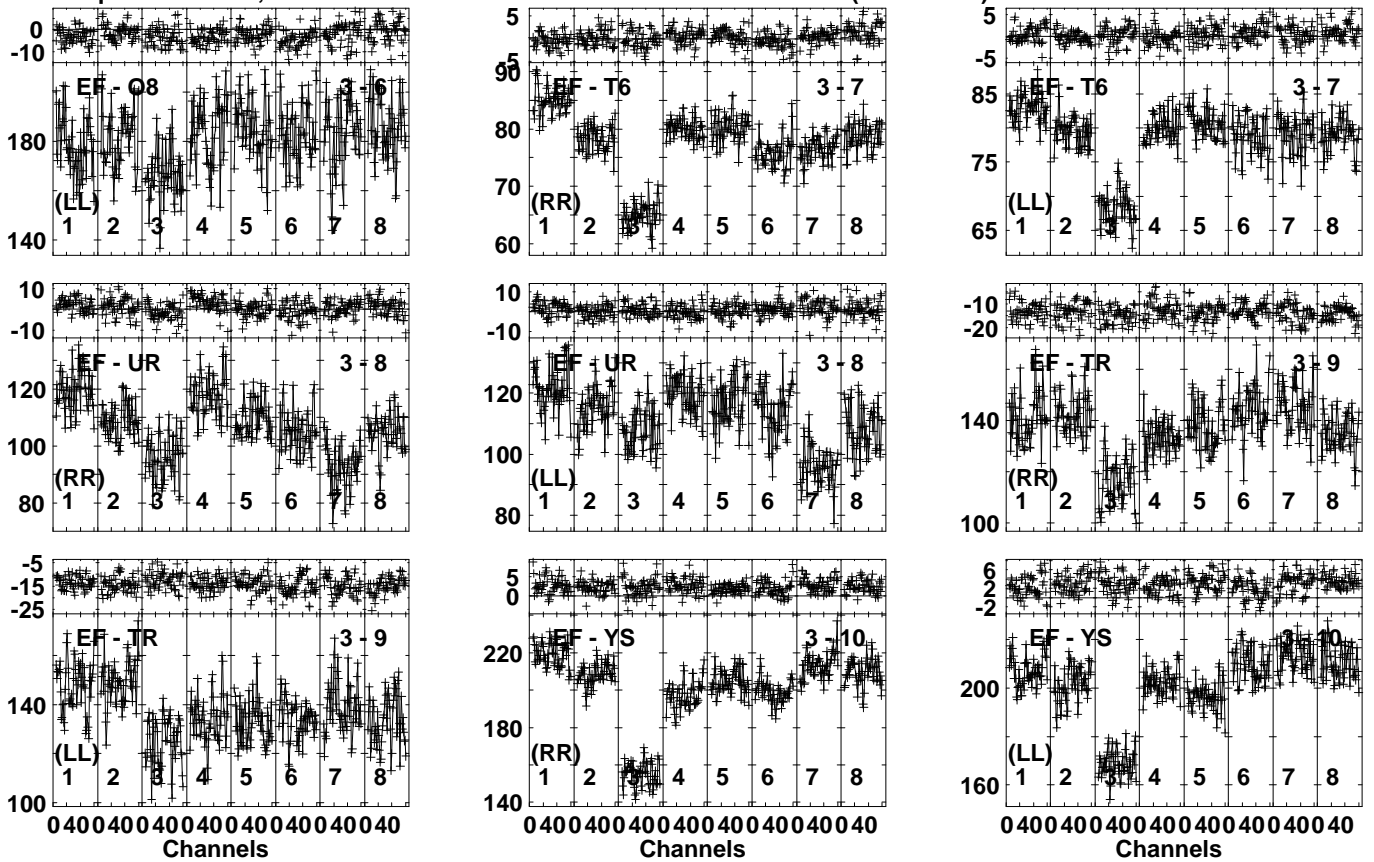 0
-10
EF - O8 3 - 6
180
140
(LL)
1 2 3 4 5 6 7 8
5
-5
EF - T6 3 - 7
90
80
70
60
(RR)
1 2 3 4 5 6 7 8
5
-5
EF - T6 3 - 7
85
75
65
(LL)
1 2 3 4 5 6 7 8
10
-10
EF - UR 3 - 8
120
100
80
(RR)
1 2 3 4 5 6 7 8
10
-10
EF - UR 3 - 8
120
100
80
(LL)
1 2 3 4 5 6 7 8
-10
-20
EF - TR 3 - 9
140
100
(RR)
1 2 3 4 5 6 7 8
-5
-15
-25
EF - TR 3 - 9
140
100
(LL)
1 2 3 4 5 6 7 8
0 40 0 40 0 40 0 40 0 40 0 40 0 40 0 40
Channels
5
0
EF - YS 3 - 10
220
180
140
(RR)
1 2 3 4 5 6 7 8
0 40 0 40 0 40 0 40 0 40 0 40 0 40 0 40
Channels
6
2
-2
EF - YS 3 - 10
200
160
(LL)
1 2 3 4 5 6 7 8
0 40 0 40 0 40 0 40 0 40 0 40 0 40 0 40
Channels